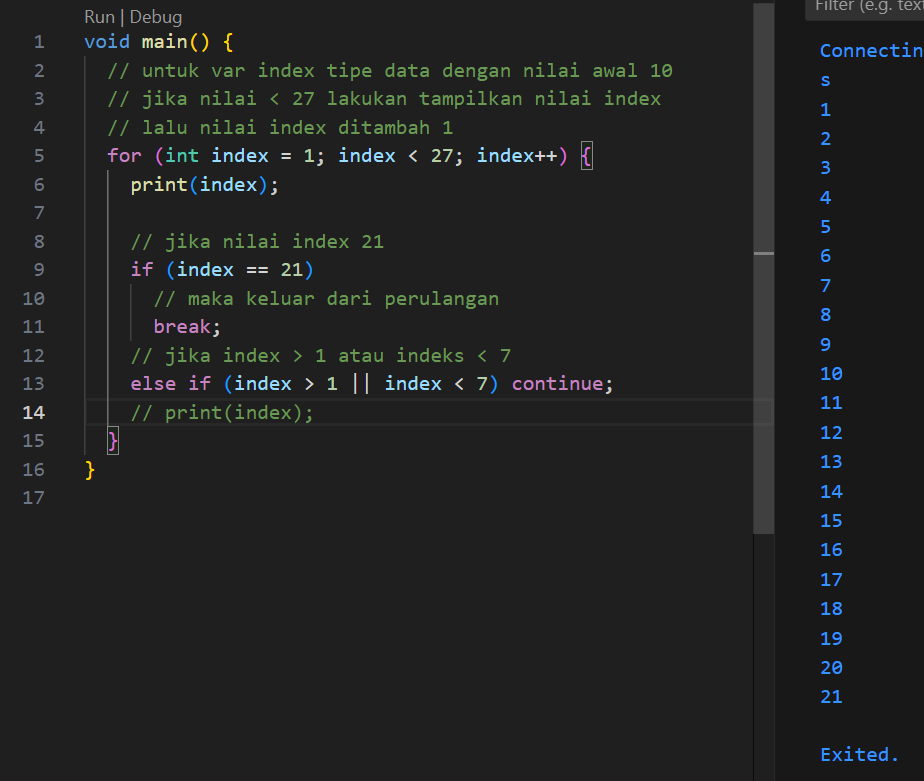 Run | Debug
1 void main() {
2 // untuk var index tipe data dengan nilai awal 10
3 // jika nilai < 27 lakukan tampilkan nilai index
4 // lalu nilai index ditambah 1
5 for (int index = 1; index < 27; index++) {
6 print(index);
7
8 // jika nilai index 21
9 if (index == 21)
10 // maka keluar dari perulangan
11 break;
12 // jika index > 1 atau indeks < 7
13 else if (index > 1 || index < 7) continue;
14 // print(index);
15 }
16 }
17
Filter (e.g. tex
Connectin
s
1
2
3
4
5
6
7
8
9
10
11
12
13
14
15
16
17
18
19
20
21
Exited.